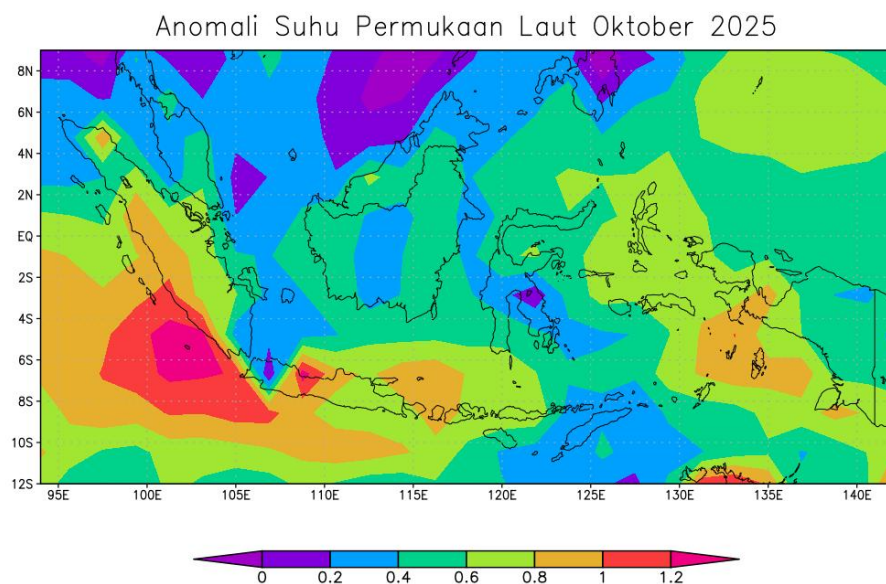 Anomali Suhu Permukaan Laut Oktober 2025
8N
6N
4N
2N
EQ
2S
4S
6S
8S
10S
12S
95E 100E 105E 110E 115E 120E 125E 130E 135E 140E
0 0.2 0.4 0.6 0.8 1 1.2